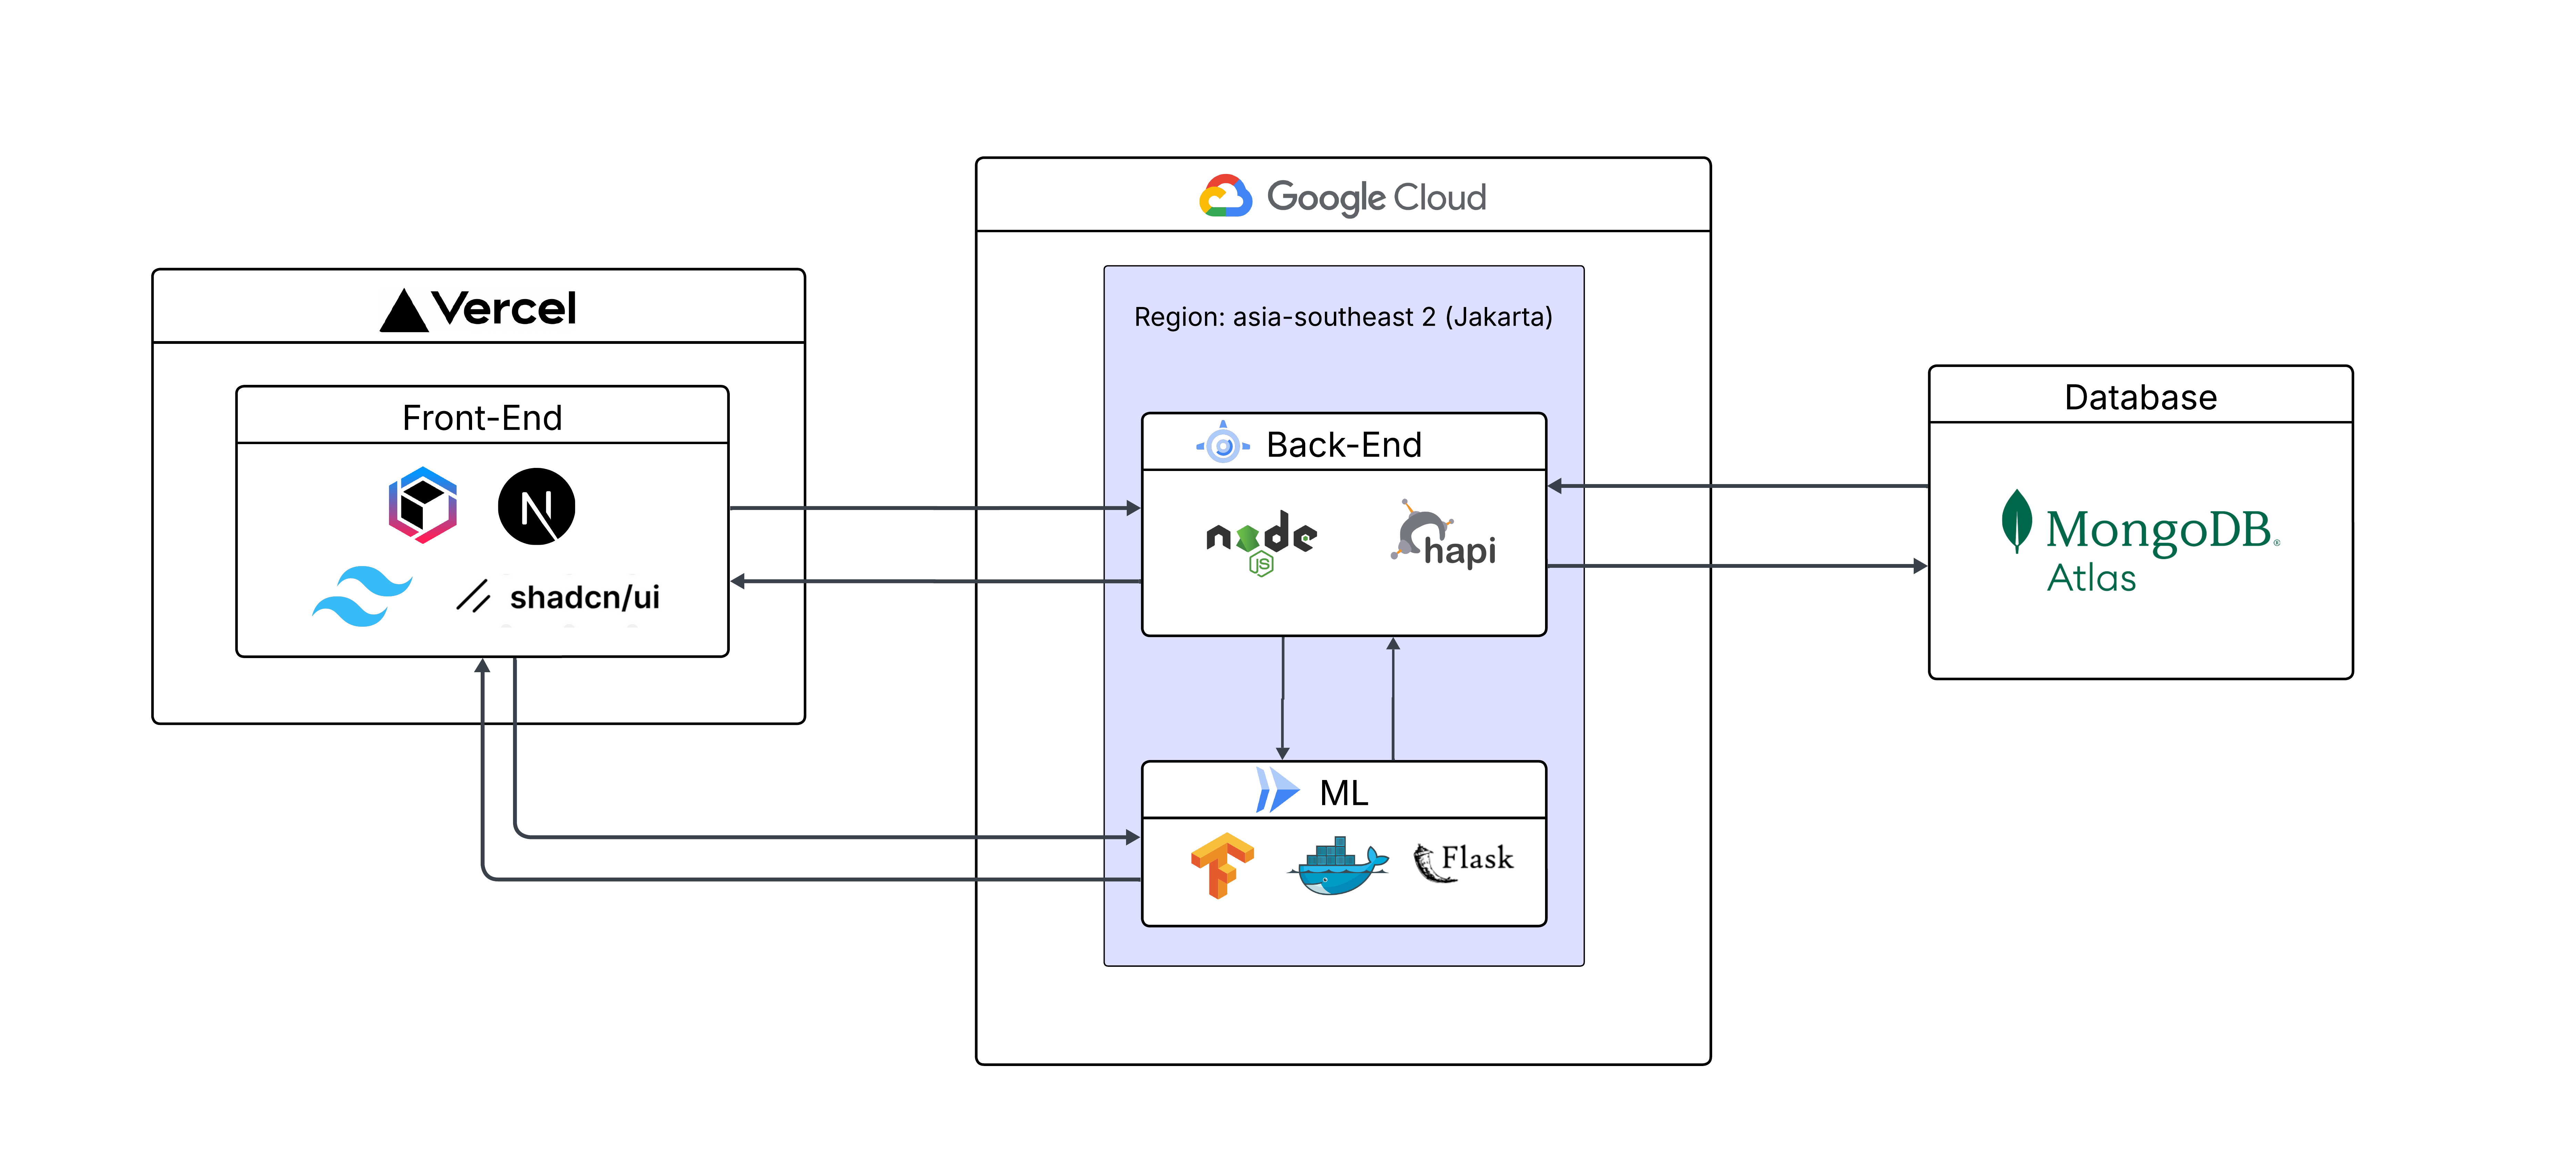 Google Cloud
Vercel
Region: asia-southeast 2 (Jakarta)
Front-End
Back-End
Database
N
node
JS
hapi
MongoDB®
Atlas
shadcn/ui
ML
Flask